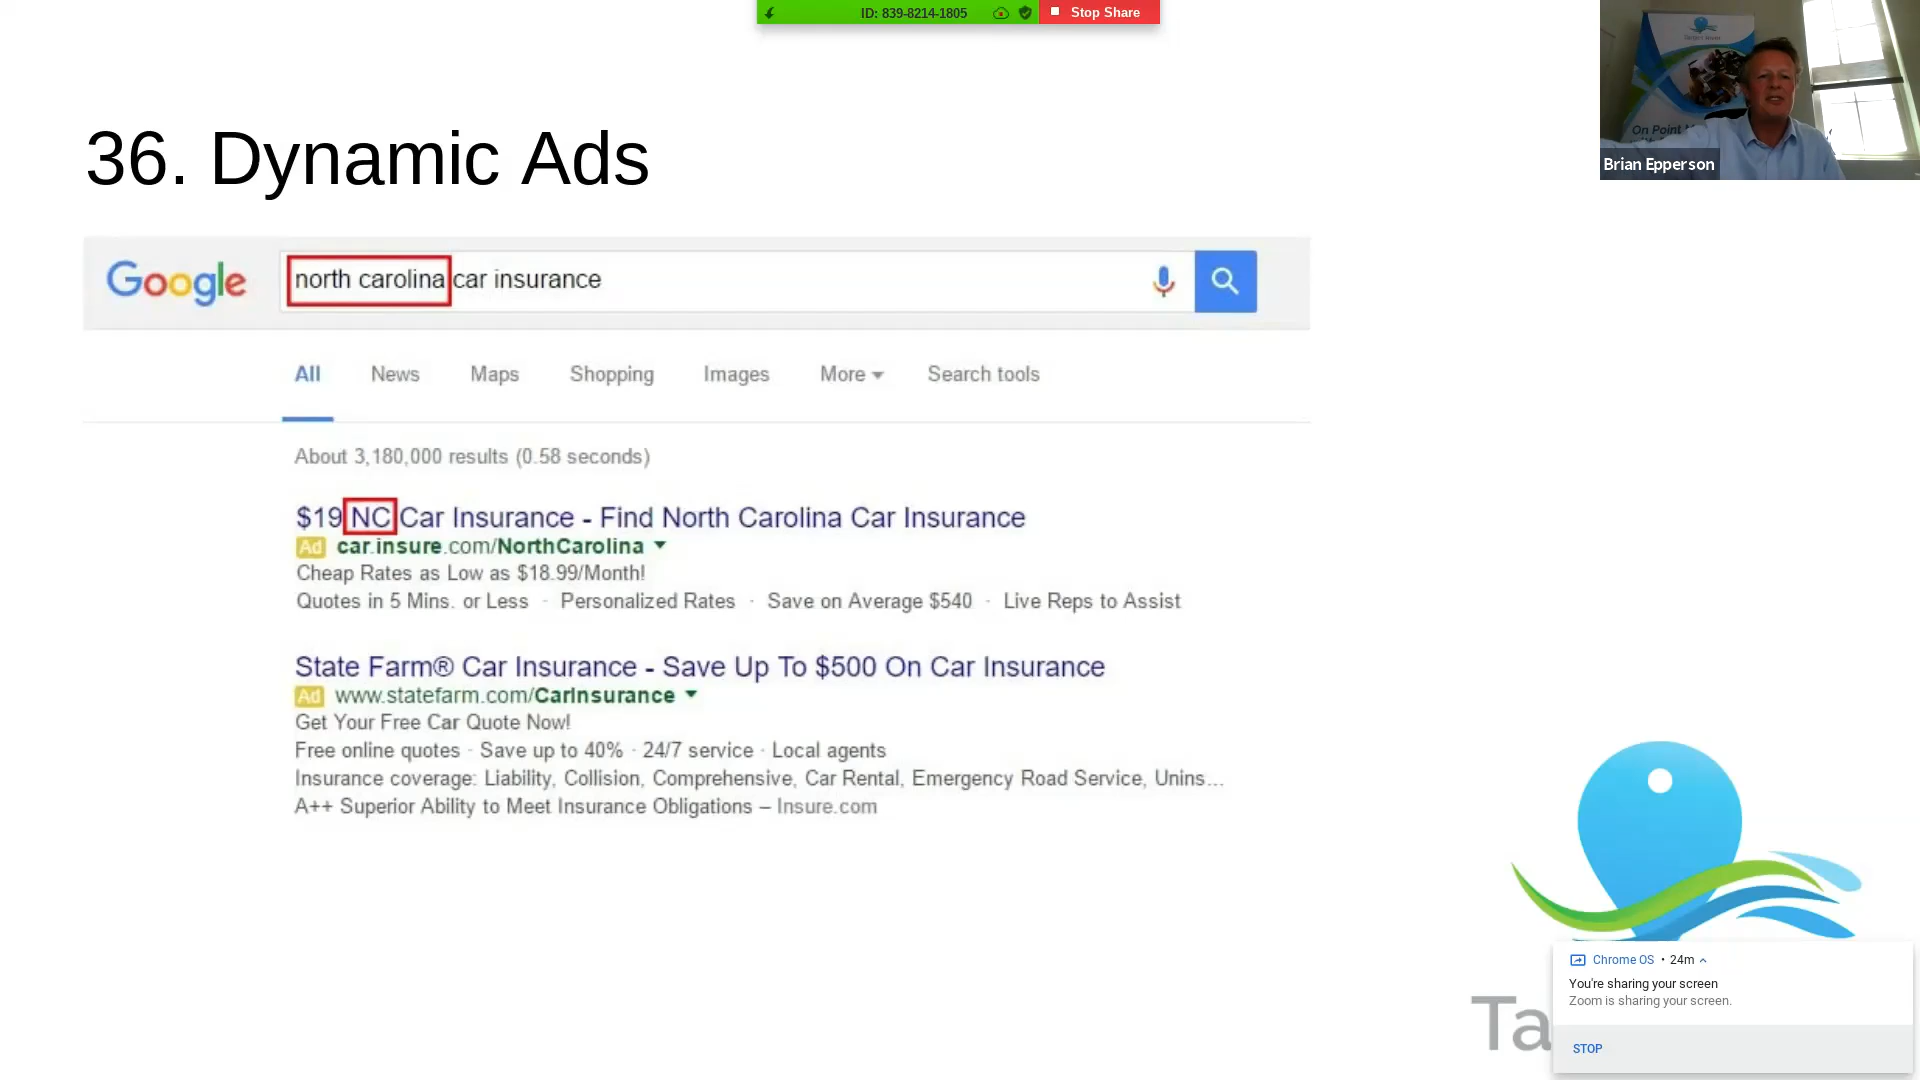 ID: 839-8214-1805
Stop Share
On Point
Brian Epperson
36. Dynamic Ads
Google
north carolina car insurance
All News Maps Shopping Images More Search tools
About 3,180,000 results (0.58 seconds)
$19 NC Car Insurance - Find North Carolina Car Insurance
Ad car.insure.com/NorthCarolina
Cheap Rates as Low as $18.99/Month!
Quotes in 5 Mins. or Less · Personalized Rates · Save on Average $540 · Live Reps to Assist
State Farm® Car Insurance - Save Up To $500 On Car Insurance
Ad www.statefarm.com/CarInsurance
Get Your Free Car Quote Now!
Free online quotes · Save up to 40% · 24/7 service · Local agents
Insurance coverage: Liability, Collision, Comprehensive, Car Rental, Emergency Road Service, Unins...
A++ Superior Ability to Meet Insurance Obligations – Insure.com
Ta
Chrome OS • 24m
You're sharing your screen
Zoom is sharing your screen.
STOP